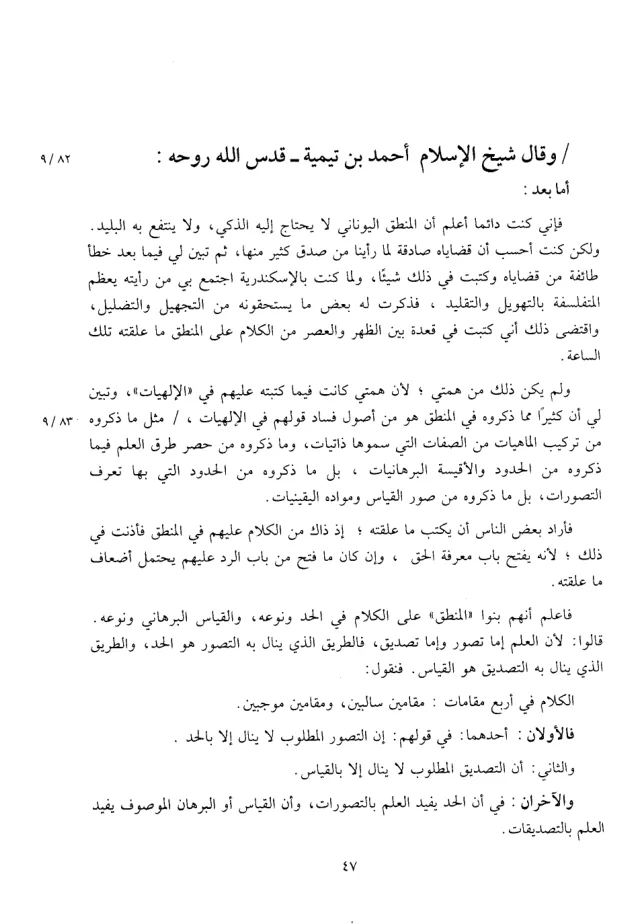 / وقال شيخ الإسلام أحمد بن تيمية ـ قدس الله روحه :
٩/٨٢
أما بعد :
فإني كنت دائما أعلم أن المنطق اليوناني لا يحتاج إليه الذكي، ولا ينتفع به البليد.
ولكن كنت أحسب أن قضاياه صادقة لما رأينا من صدق كثير منها، ثم تبين لي فيما بعد خطأ
طائفة من قضاياه وكتبت في ذلك شيئًا، ولما كنت بالإسكندرية اجتمع بي من رأيته يعظم
المتفلسفة بالتهويل والتقليد ، فذكرت له بعض ما يستحقونه من التجهيل والتضليل،
واقتضى ذلك أني كتبت في قعدة بين الظهر والعصر من الكلام على المنطق ما علقته تلك
الساعة .
ولم يكن ذلك من همتي ؛ لأن همتي كانت فيما كتبته عليهم في «الإلهيات»، وتبين
لي أن كثيرًا مما ذكروه في المنطق هو من أصول فساد قولهم في الإلهيات ، / مثل ما ذكروه
٩/٨٣
من تركيب الماهيات من الصفات التي سموها ذاتيات، وما ذكروه من حصر طرق العلم فيما
ذكروه من الحدود والأقيسة البرهانيات ، بل ما ذكروه من الحدود التي بها تعرف
التصورات، بل ما ذكروه من صور القياس ومواده اليقينيات.
فأراد بعض الناس أن يكتب ما علقته ؛ إذ ذاك من الكلام عليهم في المنطق فأذنت في
ذلك ؛ لأنه يفتح باب معرفة الحق ، وإن كان ما فتح من باب الرد عليهم يحتمل أضعاف
ما علقته .
فاعلم أنهم بنوا «المنطق» على الكلام في الحد ونوعه، والقياس البرهاني ونوعه.
قالوا: لأن العلم إما تصور وإما تصديق، فالطريق الذي ينال به التصور هو الحد، والطريق
الذي ينال به التصديق هو القياس. فنقول:
الكلام في أربع مقامات : مقامين سالبين، ومقامين موجبين.
فالأولان : أحدهما: في قولهم: إن التصور المطلوب لا ينال إلا بالحد .
والثاني: أن التصديق المطلوب لا ينال إلا بالقياس.
والآخران : في أن الحد يفيد العلم بالتصورات، وأن القياس أو البرهان الموصوف يفيد
العلم بالتصديقات.
٤٧